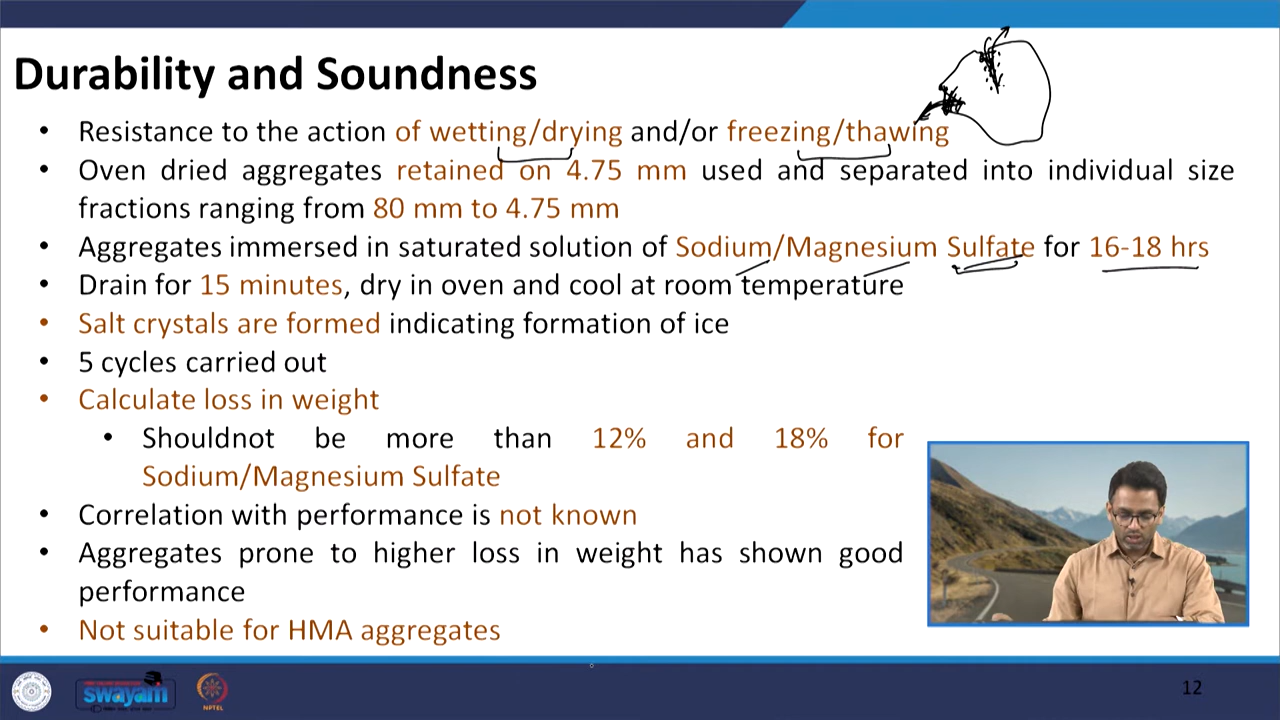 Durability and Soundness
• Resistance to the action of wetting/drying and/or freezing/thawing
• Oven dried aggregates retained on 4.75 mm used and separated into individual size
fractions ranging from 80 mm to 4.75 mm
• Aggregates immersed in saturated solution of Sodium/Magnesium Sulfate for 16-18 hrs
• Drain for 15 minutes, dry in oven and cool at room temperature
• Salt crystals are formed indicating formation of ice
• 5 cycles carried out
• Calculate loss in weight
• Shouldnot be more than 12% and 18% for
Sodium/Magnesium Sulfate
• Correlation with performance is not known
• Aggregates prone to higher loss in weight has shown good
performance
• Not suitable for HMA aggregates
swayam
NPTEL
12